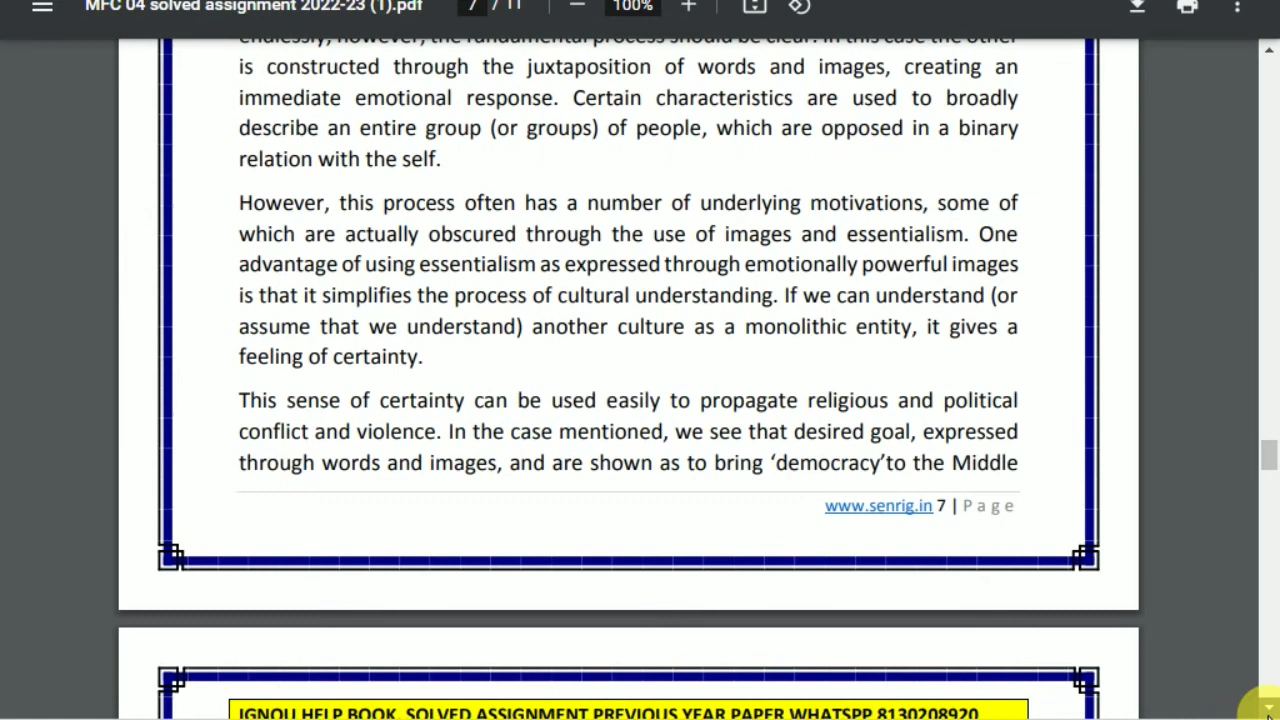 MFC 04 solved assignment 2022-23 (1).pdf 7 / 11 100%
endlessly, however, the fundamental process should be clear. In this case the other
is constructed through the juxtaposition of words and images, creating an
immediate emotional response. Certain characteristics are used to broadly
describe an entire group (or groups) of people, which are opposed in a binary
relation with the self.
However, this process often has a number of underlying motivations, some of
which are actually obscured through the use of images and essentialism. One
advantage of using essentialism as expressed through emotionally powerful images
is that it simplifies the process of cultural understanding. If we can understand (or
assume that we understand) another culture as a monolithic entity, it gives a
feeling of certainty.
This sense of certainty can be used easily to propagate religious and political
conflict and violence. In the case mentioned, we see that desired goal, expressed
through words and images, and are shown as to bring ‘democracy’to the Middle
www.senrig.in 7 | Page
IGNOU HELP BOOK, SOLVED ASSIGNMENT PREVIOUS YEAR PAPER WHATSPP 8130208920